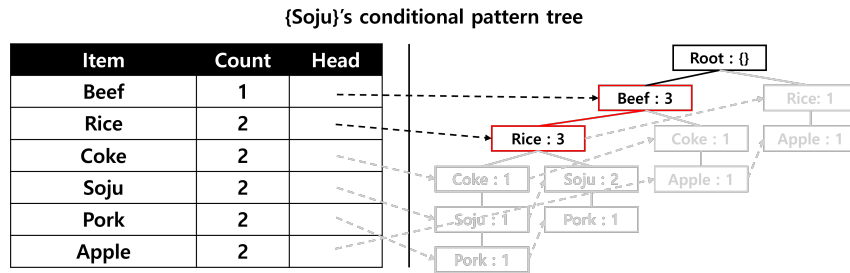 {Soju}'s conditional pattern tree
Item Count Head
Beef 1
Rice 2
Coke 2
Soju 2
Pork 2
Apple 2
Root : {}
Beef : 3
Rice: 1
Rice : 3
Coke : 1
Apple : 1
Coke : 1
Soju : 2
Apple : 1
Soju : 1
Pork : 1
Pork : 1